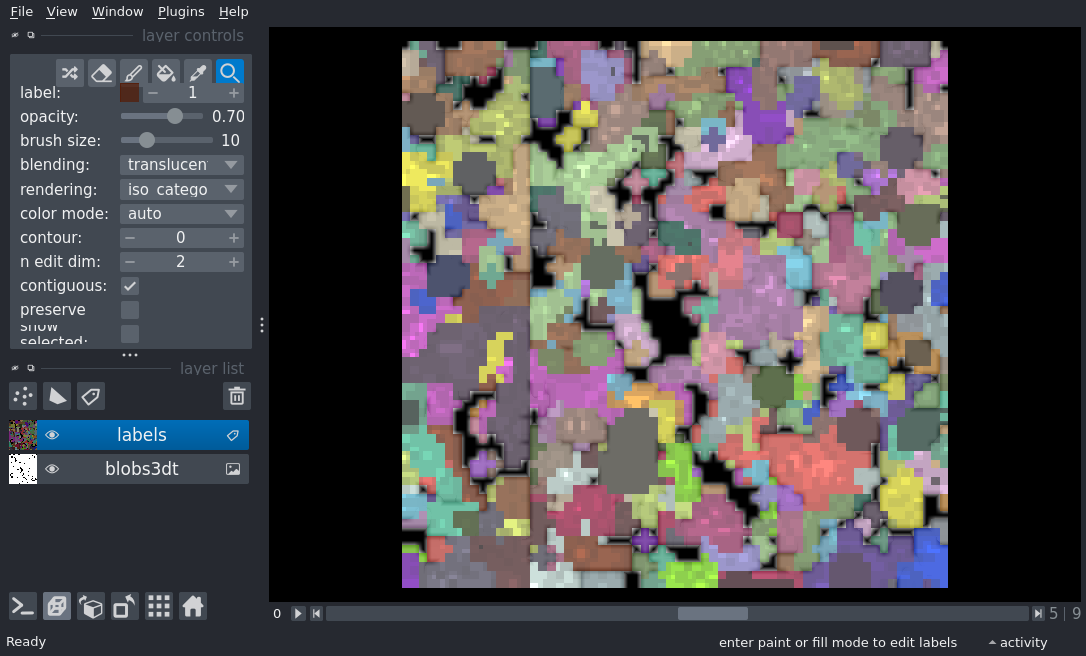 File View Window Plugins Help
layer controls
label: 1
opacity: 0.70
brush size: 10
blending: translucen
rendering: iso_catego
color mode: auto
contour: 0
n edit dim: 2
contiguous:
preserve
show
selected:
layer list
labels
blobs3dt
0 5 | 9
Ready enter paint or fill mode to edit labels activity